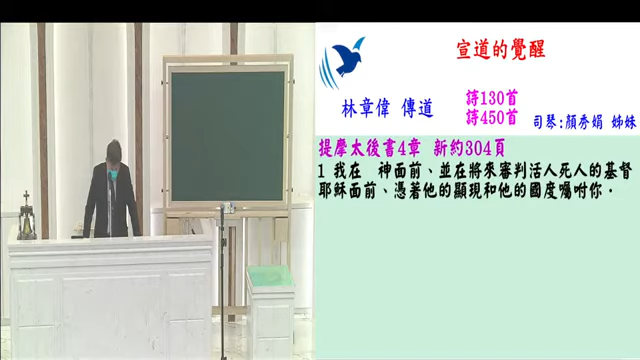 宣道的覺醒
林章偉 傳道
詩130首
詩450首
司琴:顏秀娟 姊妹
提摩太後書4章 新約304頁
1 我在 神面前、並在將來審判活人死人的基督
耶穌面前、憑著他的顯現和他的國度囑咐你．